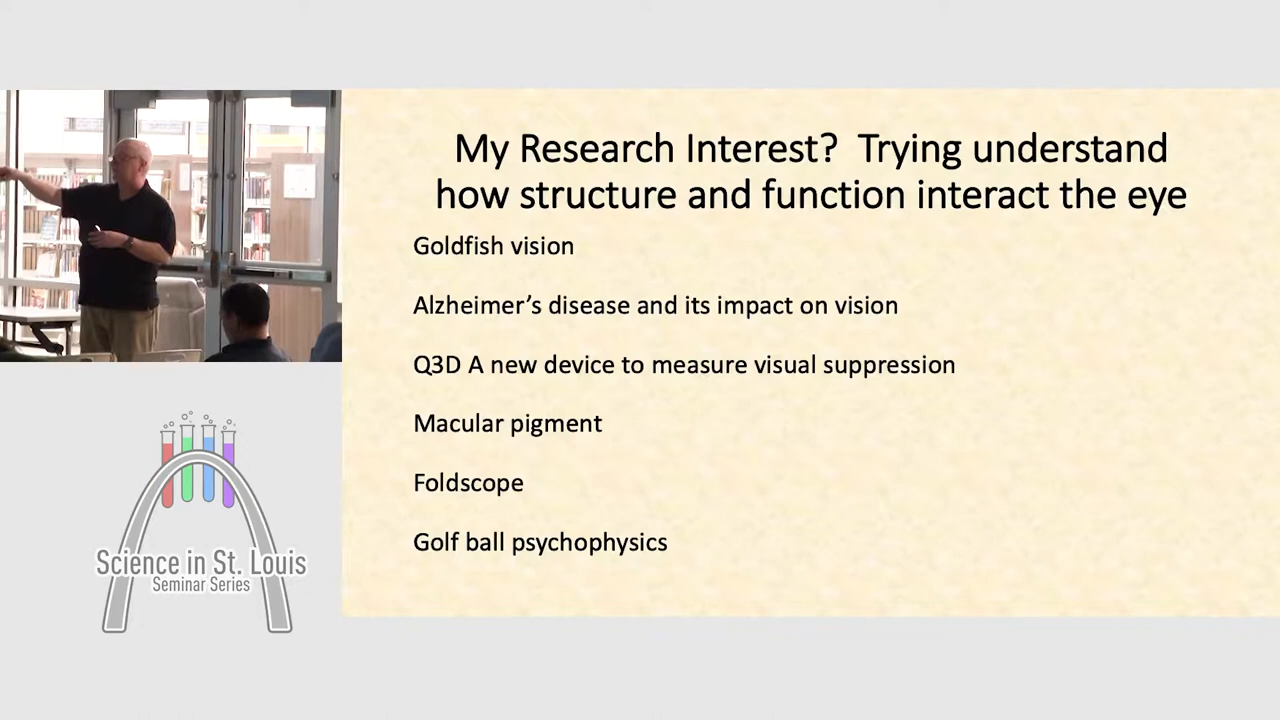 My Research Interest? Trying understand
how structure and function interact the eye
Goldfish vision
Alzheimer’s disease and its impact on vision
Q3D A new device to measure visual suppression
Macular pigment
Foldscope
Golf ball psychophysics
Science in St. Louis
Seminar Series